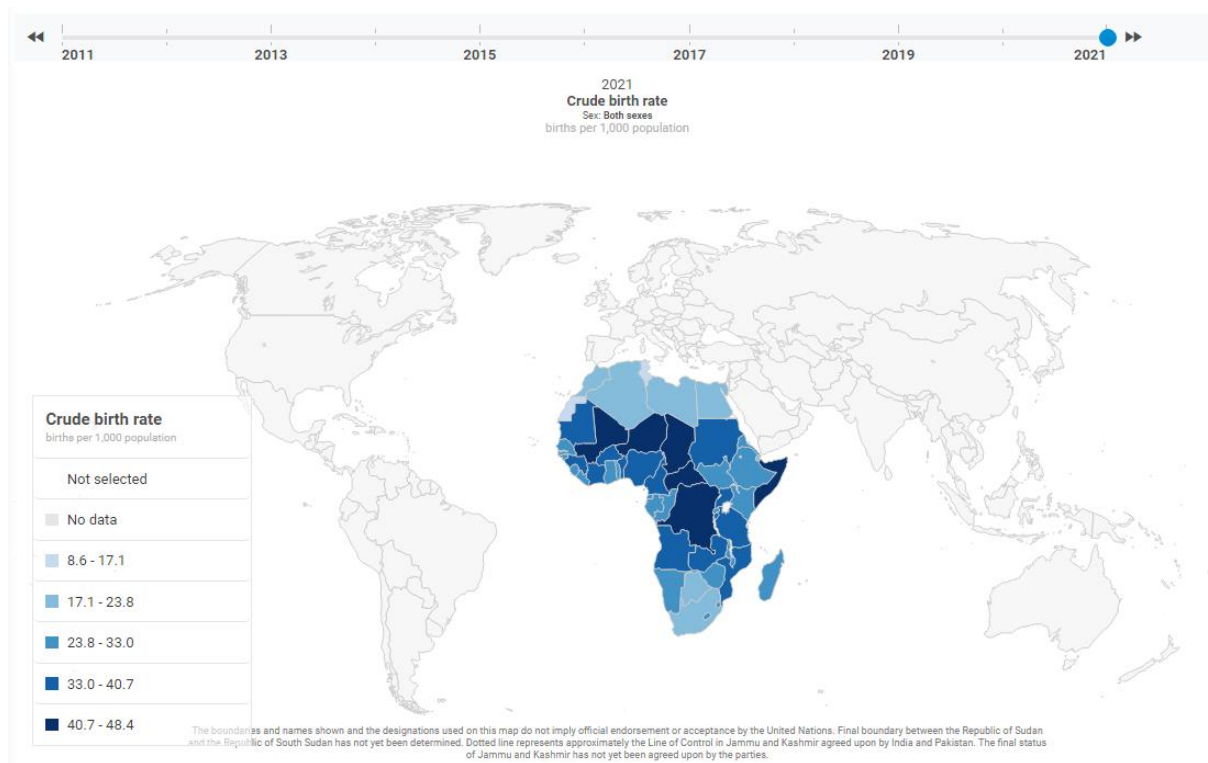 2011 2013 2015 2017 2019 2021
2021
Crude birth rate
Sex: Both sexes
births per 1,000 population
Crude birth rate
births per 1,000 population
Not selected
No data
8.6 - 17.1
17.1 - 23.8
23.8 - 33.0
33.0 - 40.7
40.7 - 48.4
The boundaries and names shown and the designations used on this map do not imply official endorsement or acceptance by the United Nations. Final boundary between the Republic of Sudan
and the Republic of South Sudan has not yet been determined. Dotted line represents approximately the Line of Control in Jammu and Kashmir agreed upon by India and Pakistan. The final status
of Jammu and Kashmir has not yet been agreed upon by the parties.